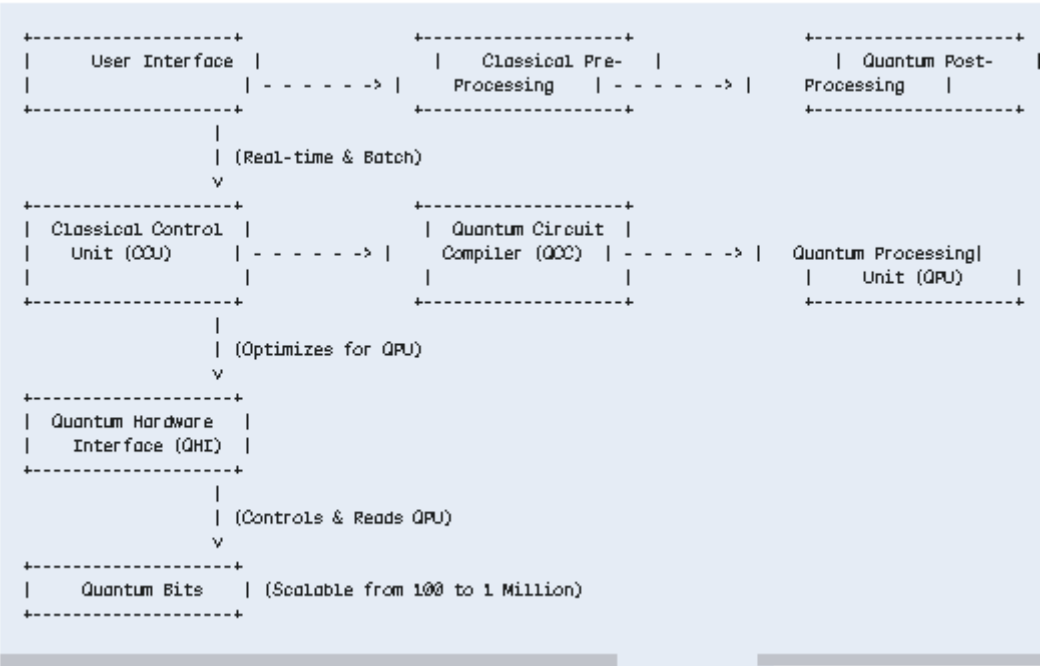 +--------------------+ +--------------------+ +--------------------+
| User Interface | | Classical Pre- | | Quantum Post- |
| | - - - - - -> | Processing | - - - - - -> | Processing |
+--------------------+ +--------------------+ +--------------------+
|
| (Real-time & Batch)
v
+--------------------+ +--------------------+
| Classical Control | | Quantum Circuit |
| Unit (CCU) | - - - - - -> | Compiler (QCC) | - - - - - -> | Quantum Processing|
| | | | | Unit (QPU) |
+--------------------+ +--------------------+ +--------------------+
|
| (Optimizes for QPU)
v
+--------------------+
| Quantum Hardware |
| Interface (QHI) |
+--------------------+
|
| (Controls & Reads QPU)
v
+--------------------+
| Quantum Bits | (Scalable from 100 to 1 Million)
+--------------------+